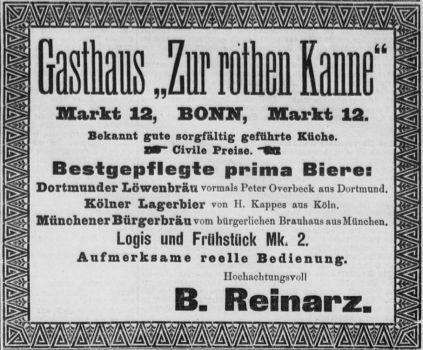 Gasthaus „Zur rothen Kanne“
Markt 12, BONN, Markt 12.
Bekannt gute sorgfältig geführte Küche.
Civile Preise.
Bestgepflegte prima Biere:
Dortmunder Löwenbräu vormals Peter Overbeck aus Dortmund.
Kölner Lagerbier von H. Kappes aus Köln.
Münchener Bürgerbräu vom bürgerlichen Brauhaus aus München.
Logis und Frühstück Mk. 2.
Aufmerksame reelle Bedienung.
Hochachtungsvoll
B. Reinarz.